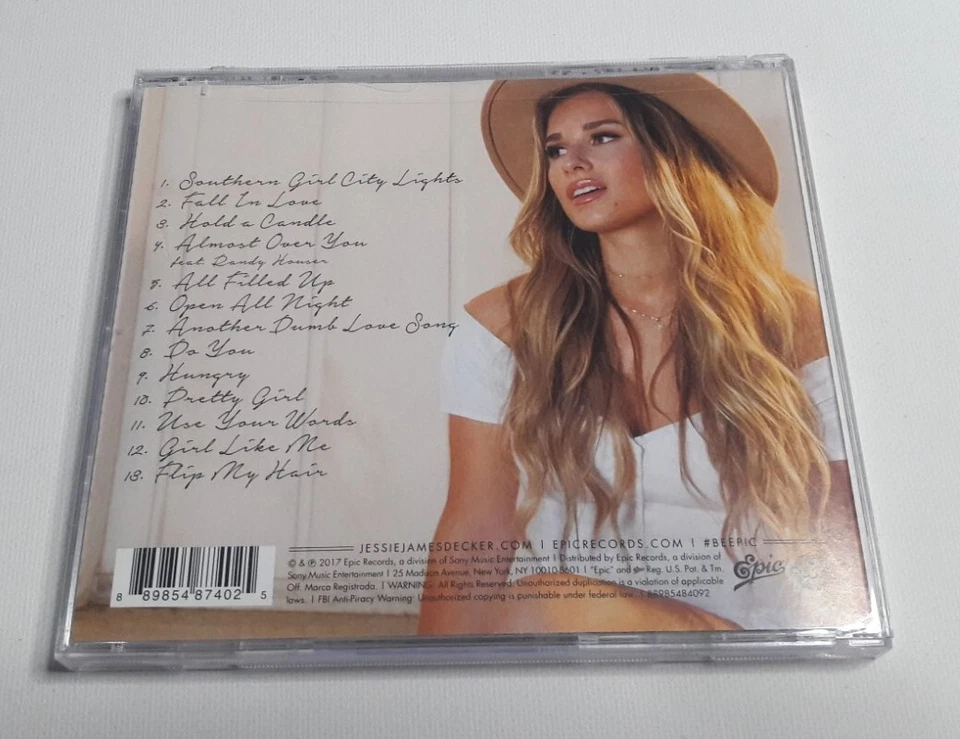 1. Southern Girl City Lights
2. Fall In Love
3. Hold a Candle
4. Almost Over You
feat. Randy Houser
5. All Filled Up
6. Open All Night
7. Another Dumb Love Song
8. Do You
9. Hungry
10. Pretty Girl
11. Use Your Words
12. Girl Like Me
13. Flip My Hair
JESSIEJAMESDECKER.COM | EPICRECORDS.COM | #BEEPIC
© & ℗ 2017 Epic Records, a division of Sony Music Entertainment | Distributed by Epic Records, a division of
Sony Music Entertainment | 25 Madison Avenue, New York, NY 10010-8601 | "Epic" and Reg. U.S. Pat. & Tm.
Off. Marca Registrada. | WARNING: All Rights Reserved. Unauthorized duplication is a violation of applicable
laws. | FBI Anti-Piracy Warning: Unauthorized copying is punishable under federal law. | 88985484092
Epic
8 89854 87402 5